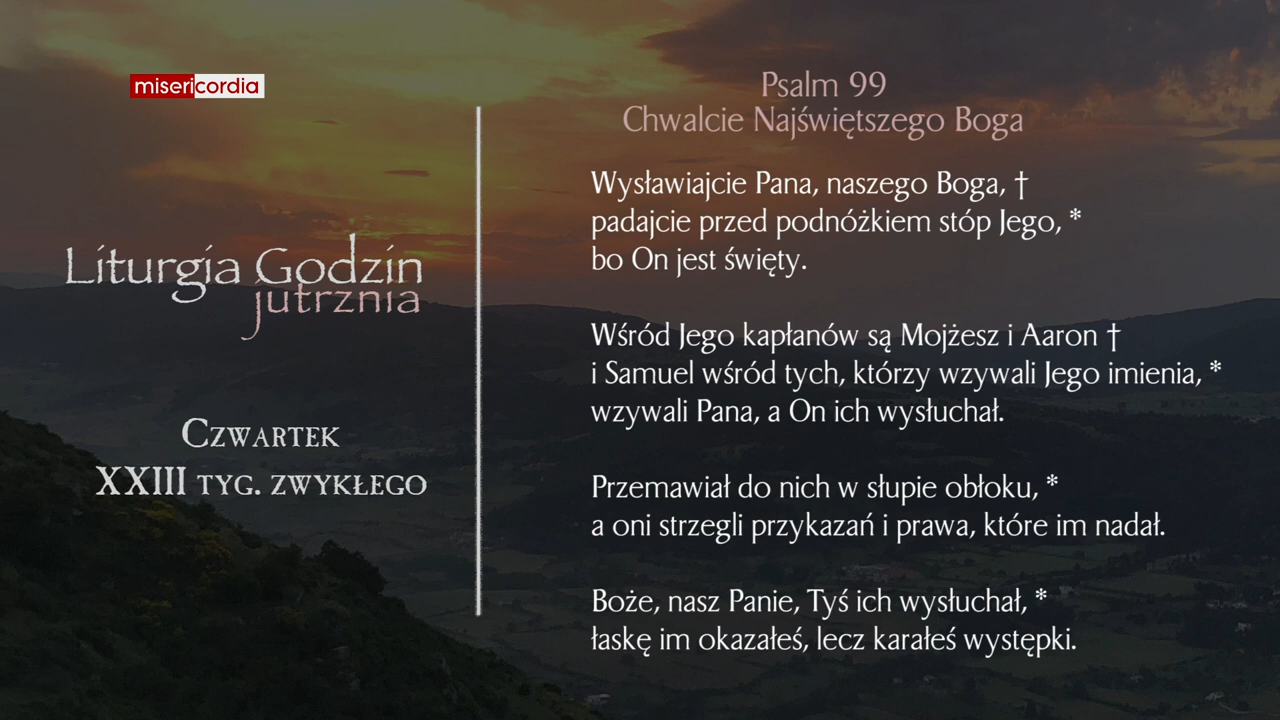 misericordia
Liturgia Godzin
jutrznia
Czwartek
XXIII tyg. zwykłego
Psalm 99
Chwalcie Najświętszego Boga
Wysławiajcie Pana, naszego Boga, †
padajcie przed podnóżkiem stóp Jego, *
bo On jest święty.
Wśród Jego kapłanów są Mojżesz i Aaron †
i Samuel wśród tych, którzy wzywali Jego imienia, *
wzywali Pana, a On ich wysłuchał.
Przemawiał do nich w słupie obłoku, *
a oni strzegli przykazań i prawa, które im nadał.
Boże, nasz Panie, Tyś ich wysłuchał, *
łaskę im okazałeś, lecz karałeś występki.